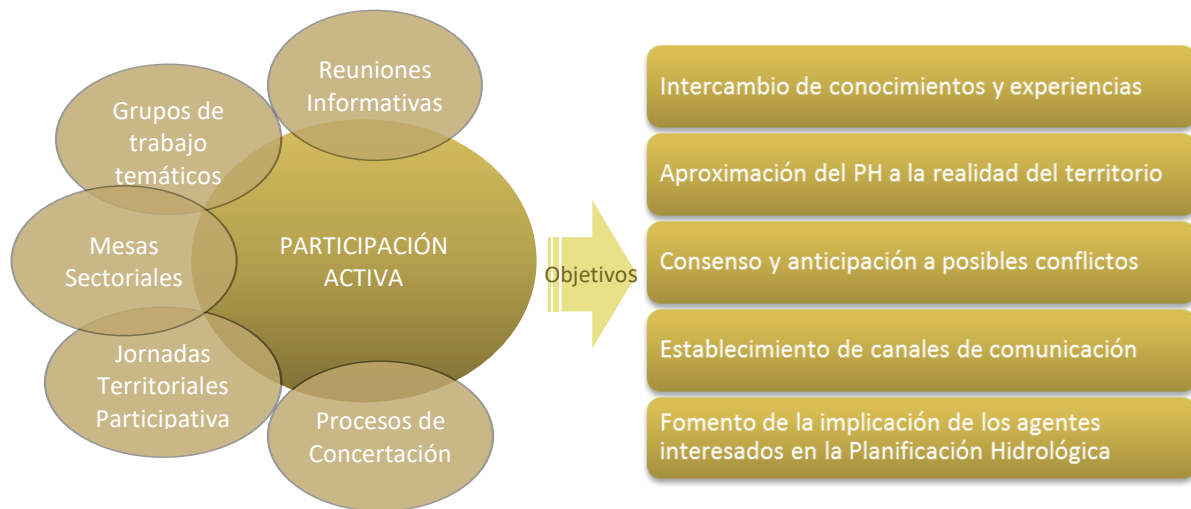 Reuniones
Informativas
Grupos de
trabajo
temáticos
Mesas
Sectoriales
Jornadas
Territoriales
Participativa
Procesos de
Concertación
PARTICIPACIÓN
ACTIVA
Objetivos
Intercambio de conocimientos y experiencias
Aproximación del PH a la realidad del territorio
Consenso y anticipación a posibles conflictos
Establecimiento de canales de comunicación
Fomento de la implicación de los agentes
interesados en la Planificación Hidrológica